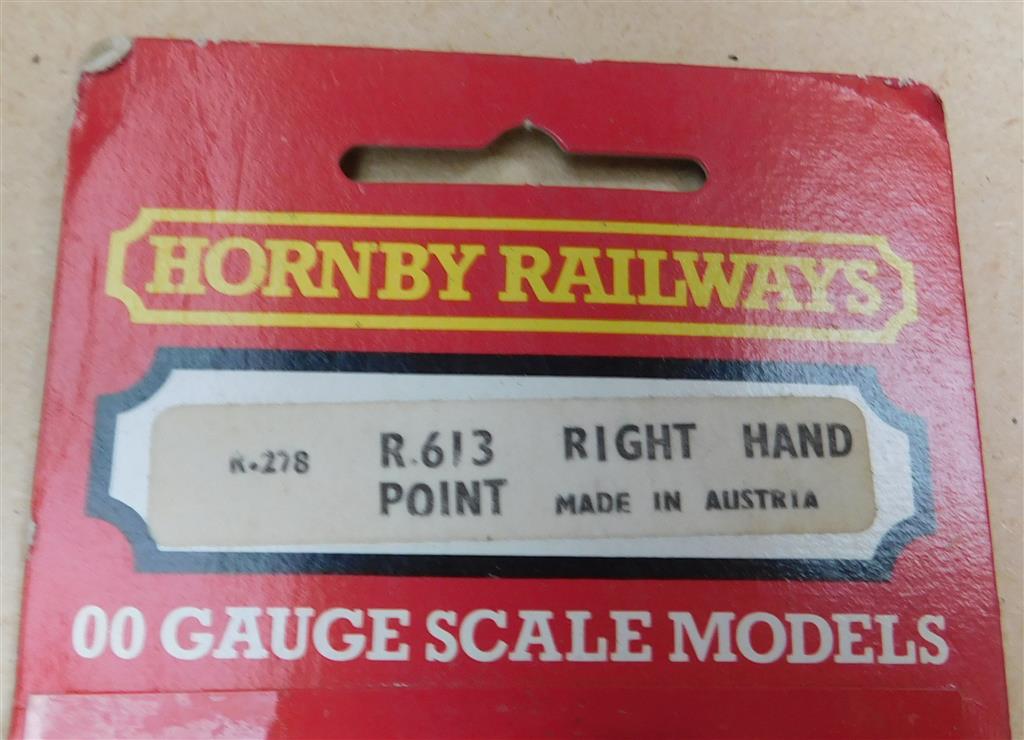 HORNBY RAILWAYS
R.278 R.613 RIGHT HAND
POINT MADE IN AUSTRIA
00 GAUGE SCALE MODELS